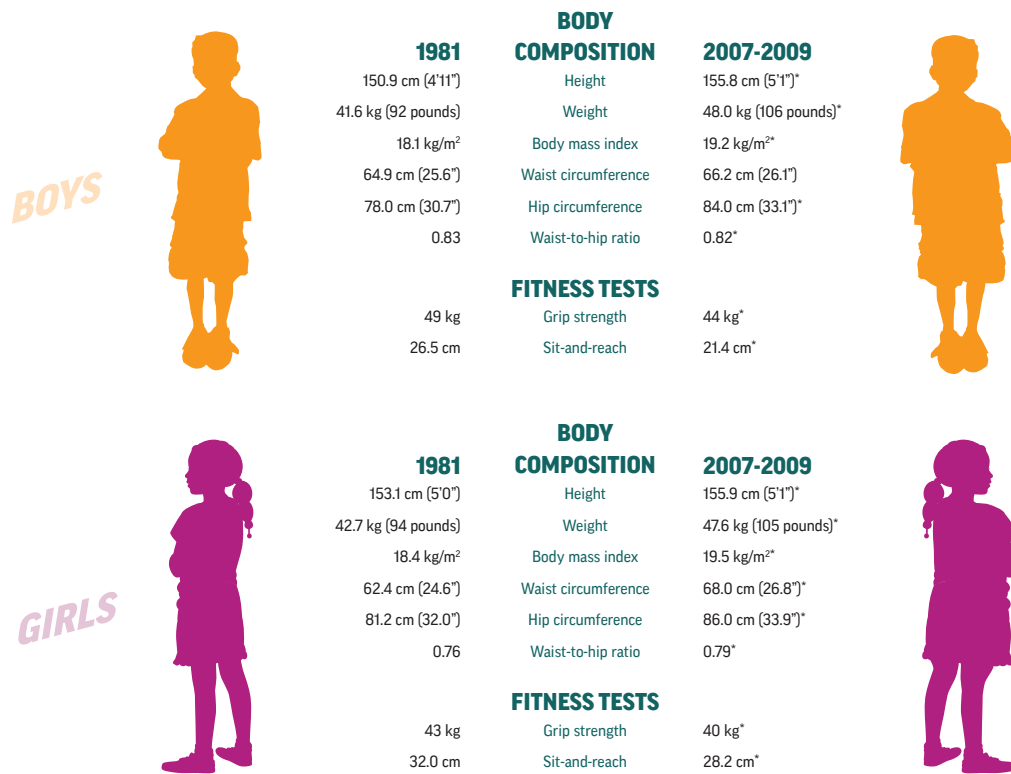 BODY
1981 COMPOSITION 2007-2009
150.9 cm (4'11”) Height 155.8 cm (5'1”)*
41.6 kg (92 pounds) Weight 48.0 kg (106 pounds)*
18.1 kg/m² Body mass index 19.2 kg/m²*
64.9 cm (25.6”) Waist circumference 66.2 cm (26.1”)
BOYS
78.0 cm (30.7”) Hip circumference 84.0 cm (33.1”)*
0.83 Waist-to-hip ratio 0.82*
FITNESS TESTS
49 kg Grip strength 44 kg*
26.5 cm Sit-and-reach 21.4 cm*
BODY
1981 COMPOSITION 2007-2009
153.1 cm (5'0”) Height 155.9 cm (5'1”)*
42.7 kg (94 pounds) Weight 47.6 kg (105 pounds)*
18.4 kg/m² Body mass index 19.5 kg/m²*
62.4 cm (24.6”) Waist circumference 68.0 cm (26.8”)*
GIRLS
81.2 cm (32.0”) Hip circumference 86.0 cm (33.9”)*
0.76 Waist-to-hip ratio 0.79*
FITNESS TESTS
43 kg Grip strength 40 kg*
32.0 cm Sit-and-reach 28.2 cm*